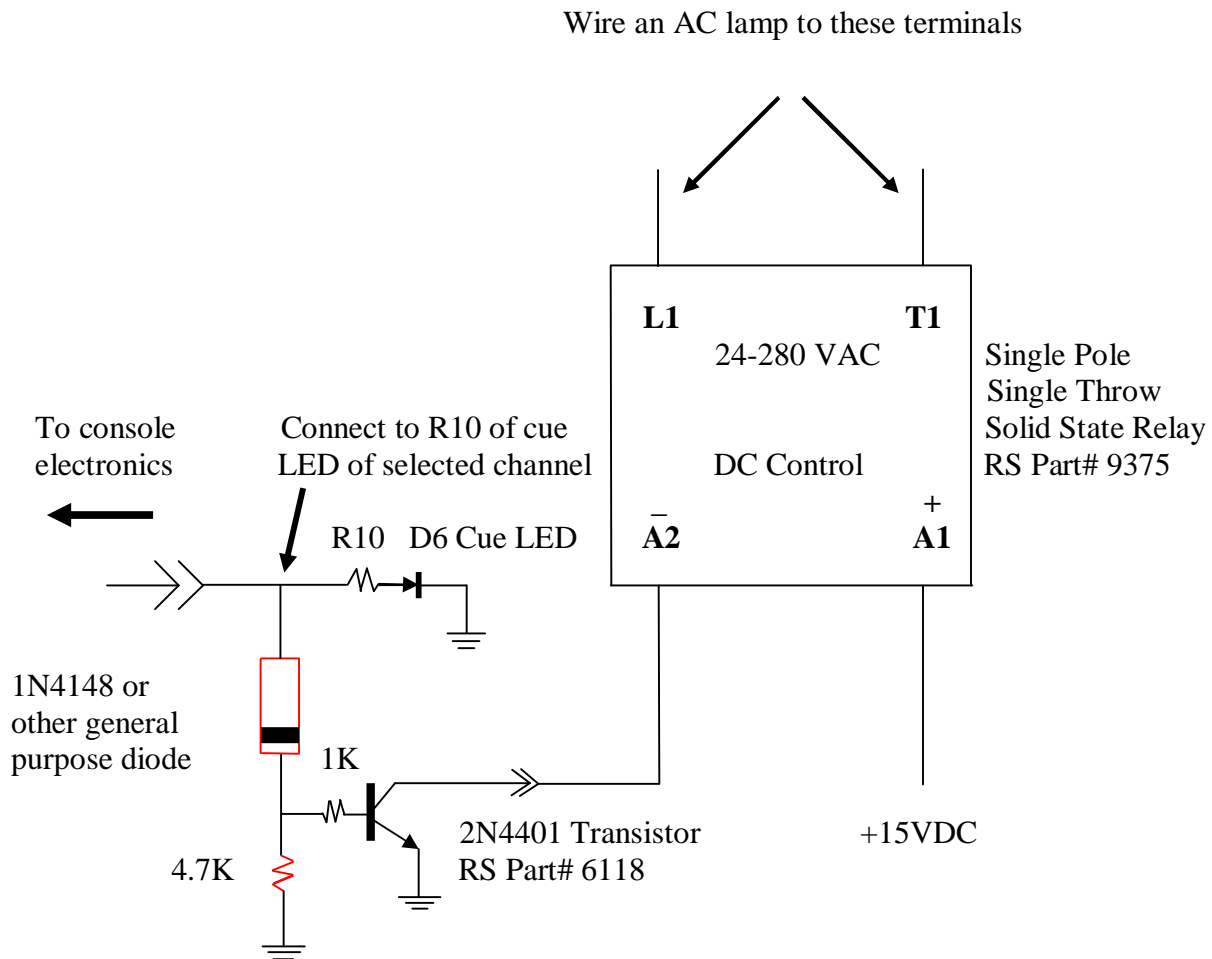 Wire an AC lamp to these terminals
L1
T1
24-280 VAC
Single Pole
Single Throw
Solid State Relay
RS Part# 9375
To console
electronics
Connect to R10 of cue
LED of selected channel
DC Control
–
+
A2
A1
R10
D6 Cue LED
1N4148 or
other general
purpose diode
1K
2N4401 Transistor
RS Part# 6118
+15VDC
4.7K